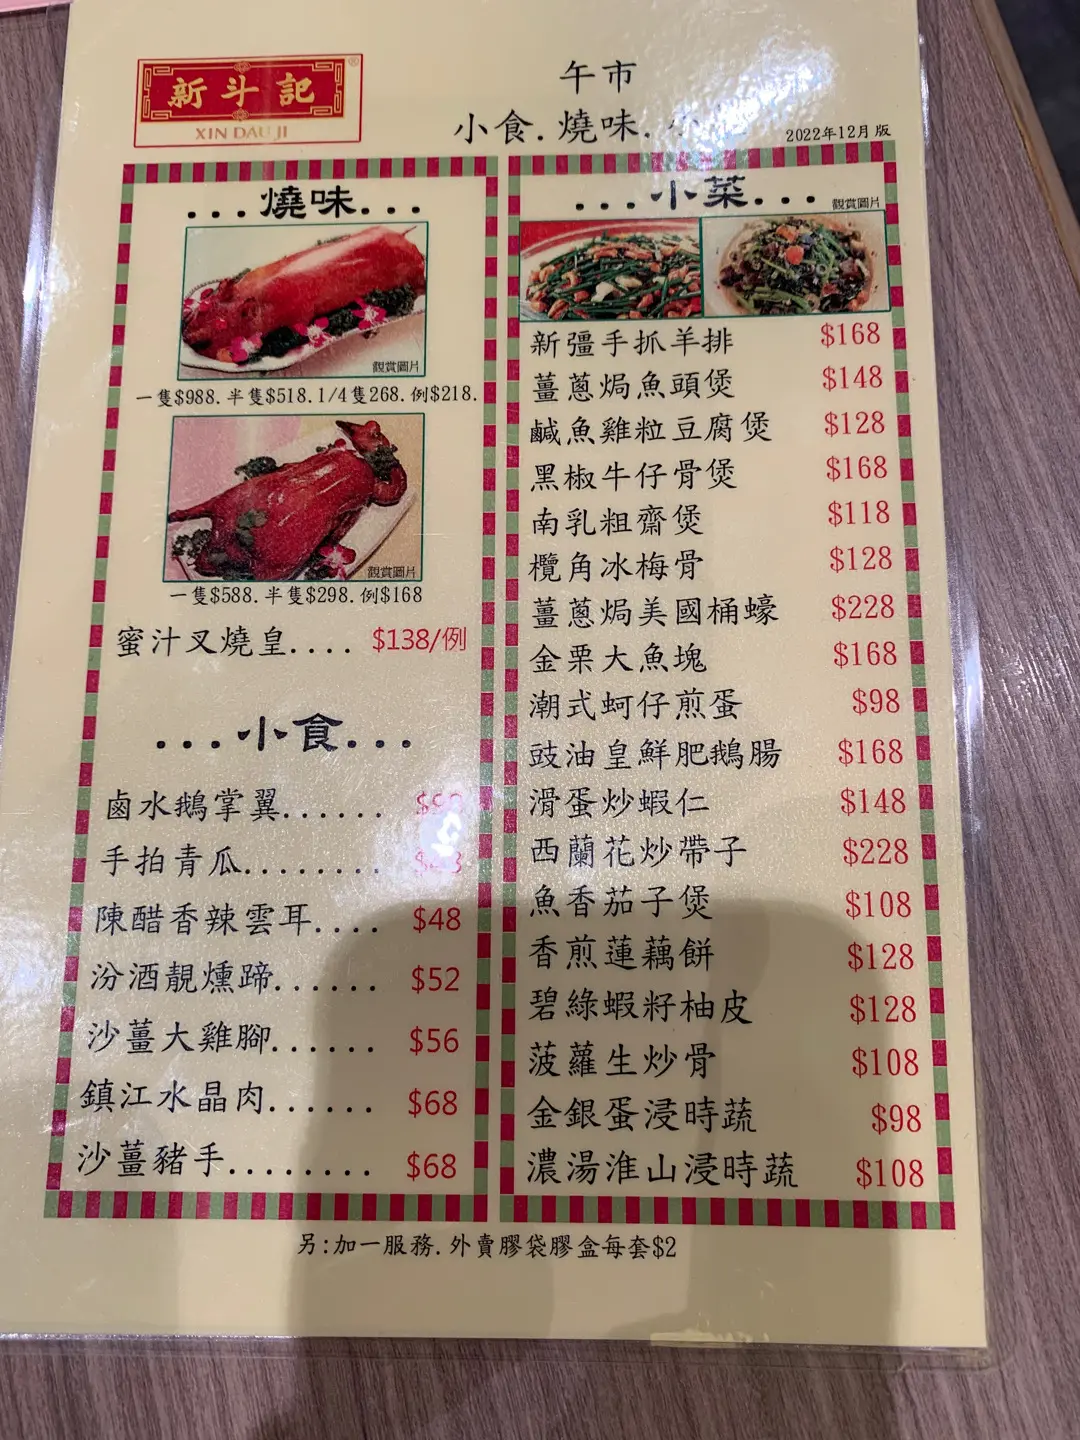 新斗記
®
XIN DAU JI
午市
小食.燒味.小
2022年12月版
...燒味...
觀賞圖片
一隻$988.半隻$518.1/4隻268.例$218.
觀賞圖片
一隻$588.半隻$298.例$168
蜜汁叉燒皇.... $138/例
...小食...
鹵水鵝掌翼......
手拍青瓜........
陳醋香辣雲耳.... $48
汾酒靚燻蹄...... $52
沙薑大雞腳...... $56
鎮江水晶肉...... $68
沙薑豬手........ $68
...小菜...
觀賞圖片
新彊手抓羊排 $168
薑蔥焗魚頭煲 $148
鹹魚雞粒豆腐煲 $128
黑椒牛仔骨煲 $168
南乳粗齋煲 $118
欖角冰梅骨 $128
薑蔥焗美國桶蠔 $228
金栗大魚塊 $168
潮式蚵仔煎蛋 $98
豉油皇鮮肥鵝腸 $168
滑蛋炒蝦仁 $148
西蘭花炒帶子 $228
魚香茄子煲 $108
香煎蓮藕餅 $128
碧綠蝦籽柚皮 $128
菠蘿生炒骨 $108
金銀蛋浸時蔬 $98
濃湯淮山浸時蔬 $108
另:加一服務.外賣膠袋膠盒每套$2